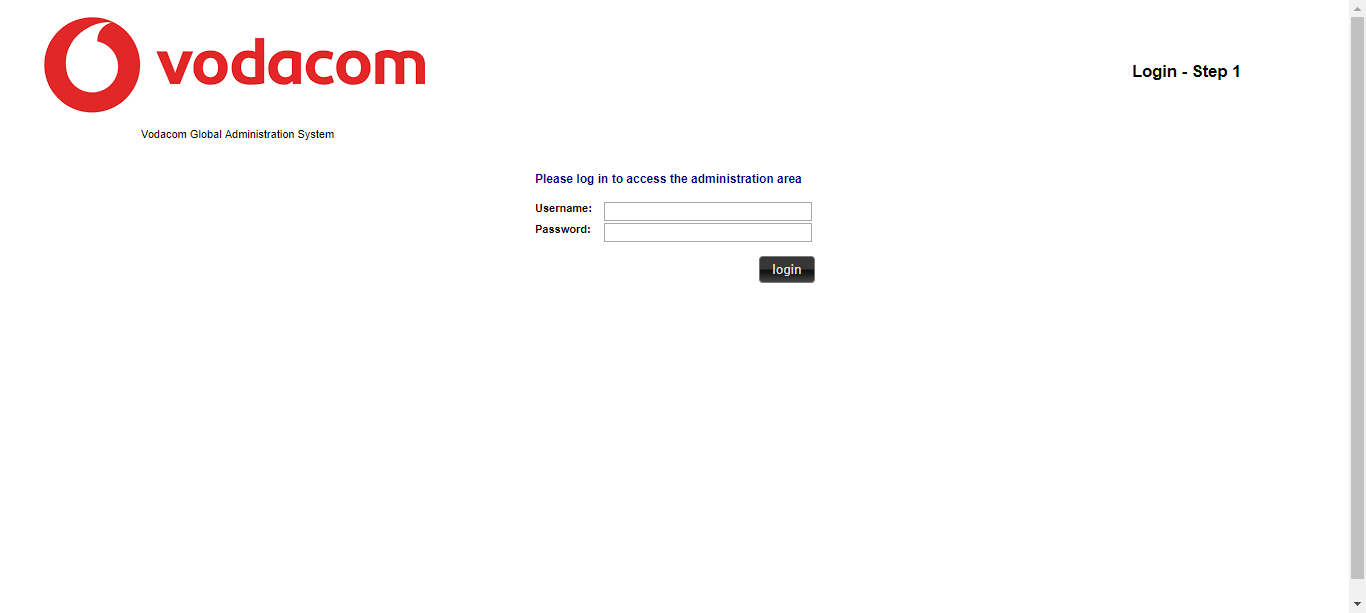 vodacom
Login - Step 1
Vodacom Global Administration System
Please log in to access the administration area
Username:
Password:
login